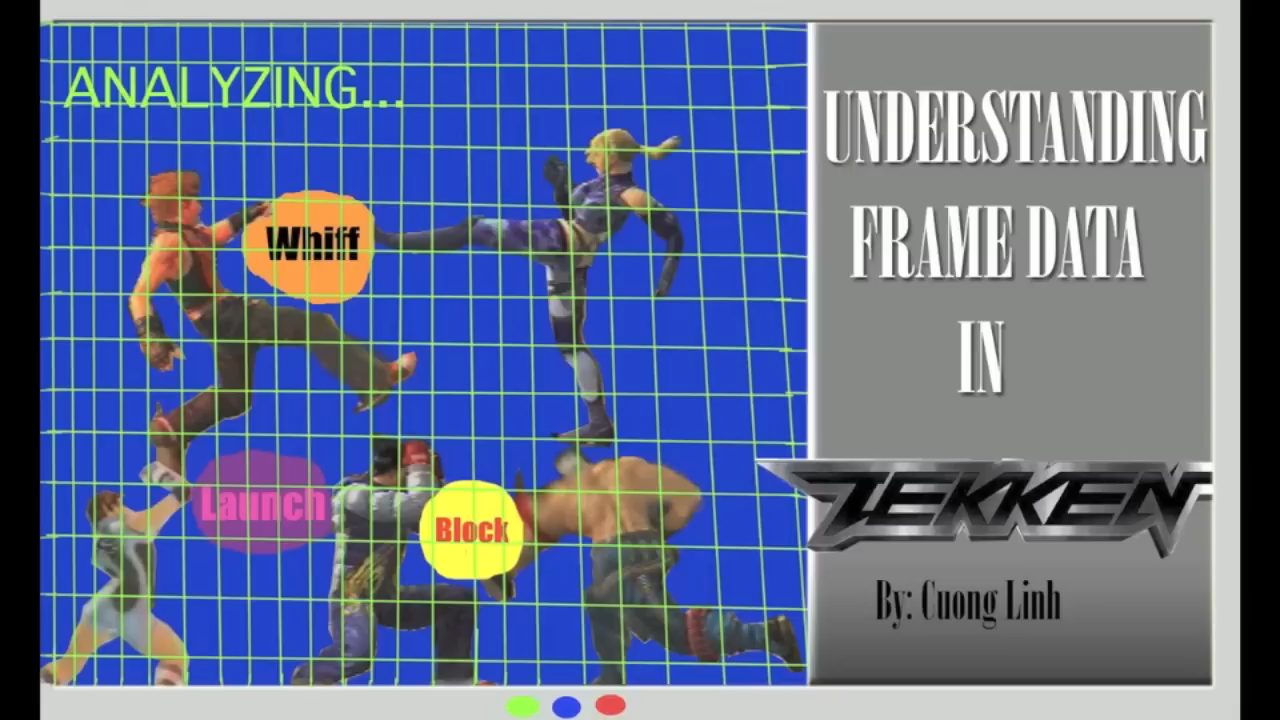 ANALYZING...
Whiff
Launch
Block
UNDERSTANDING
FRAME DATA
IN
TEKKEN
By: Cuong Linh